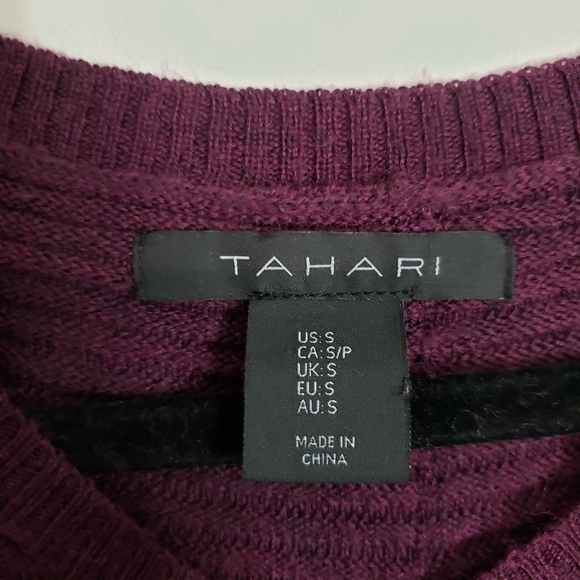 TAHARI
US: S
CA: S/P
UK: S
EU: S
AU: S
MADE IN
CHINA